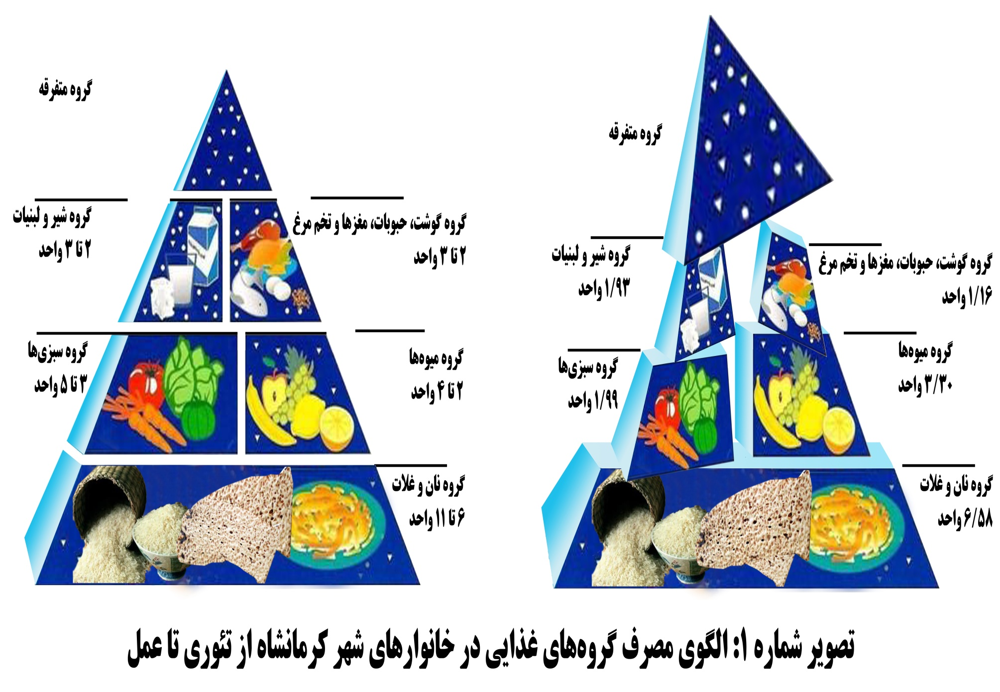 گروه متفرقه
گروه شیر و لبنیات
۲ تا ۳ واحد
گروه گوشت، حبوبات، مغزها و تخم مرغ
۲ تا ۳ واحد
گروه سبزی‌ها
۳ تا ۵ واحد
گروه میوه‌ها
۲ تا ۴ واحد
گروه نان و غلات
۶ تا ۱۱ واحد
گروه متفرقه
گروه شیر و لبنیات
۱/۹۳ واحد
گروه گوشت، حبوبات، مغزها و تخم مرغ
۱/۱۶ واحد
گروه سبزی‌ها
۱/۹۹ واحد
گروه میوه‌ها
۳/۳۰ واحد
گروه نان و غلات
۶/۵۸ واحد
تصویر شماره ۱: الگوی مصرف گروه‌های غذایی در خانوارهای شهر کرمانشاه از تئوری تا عمل